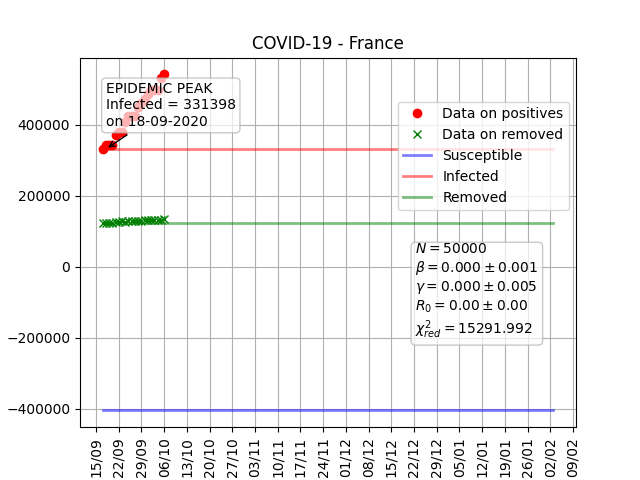 COVID-19 - France
EPIDEMIC PEAK
Infected = 331398
on 18-09-2020
Data on positives
Data on removed
Susceptible
Infected
Removed
N = 50000
β = 0.000 ± 0.001
γ = 0.000 ± 0.005
R₀ = 0.00 ± 0.00
χ²_red = 15291.992
400000
200000
0
−200000
−400000
15/09
22/09
29/09
06/10
13/10
20/10
27/10
03/11
10/11
17/11
24/11
01/12
08/12
15/12
22/12
29/12
05/01
12/01
19/01
26/01
02/02
09/02